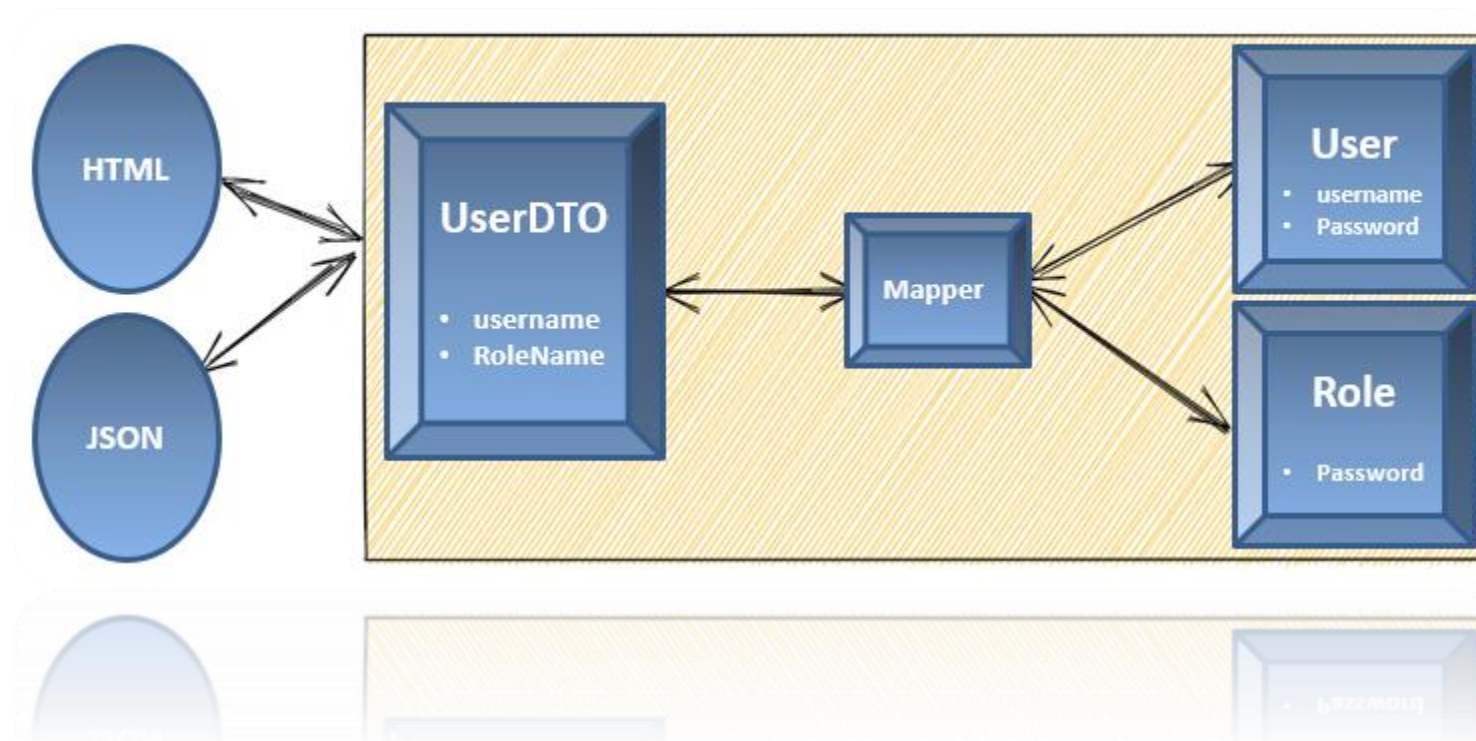 HTML
JSON
UserDTO
• username
• RoleName
Mapper
User
• username
• Password
Role
• Password